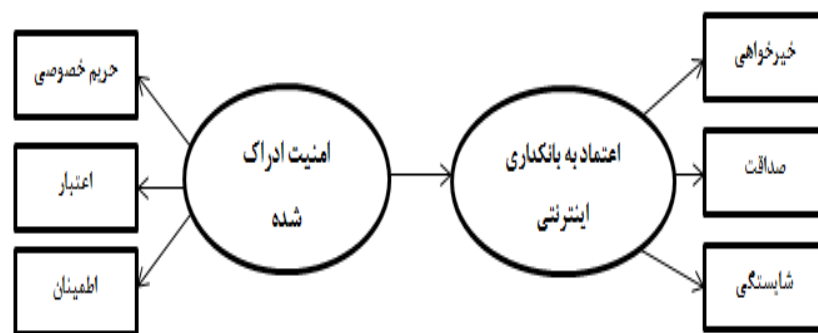 خیرخواهی
حریم خصوصی
امنیت ادراک
شده
اعتماد به بانکداری
اینترنتی
صداقت
اعتبار
شایستگی
اطمینان